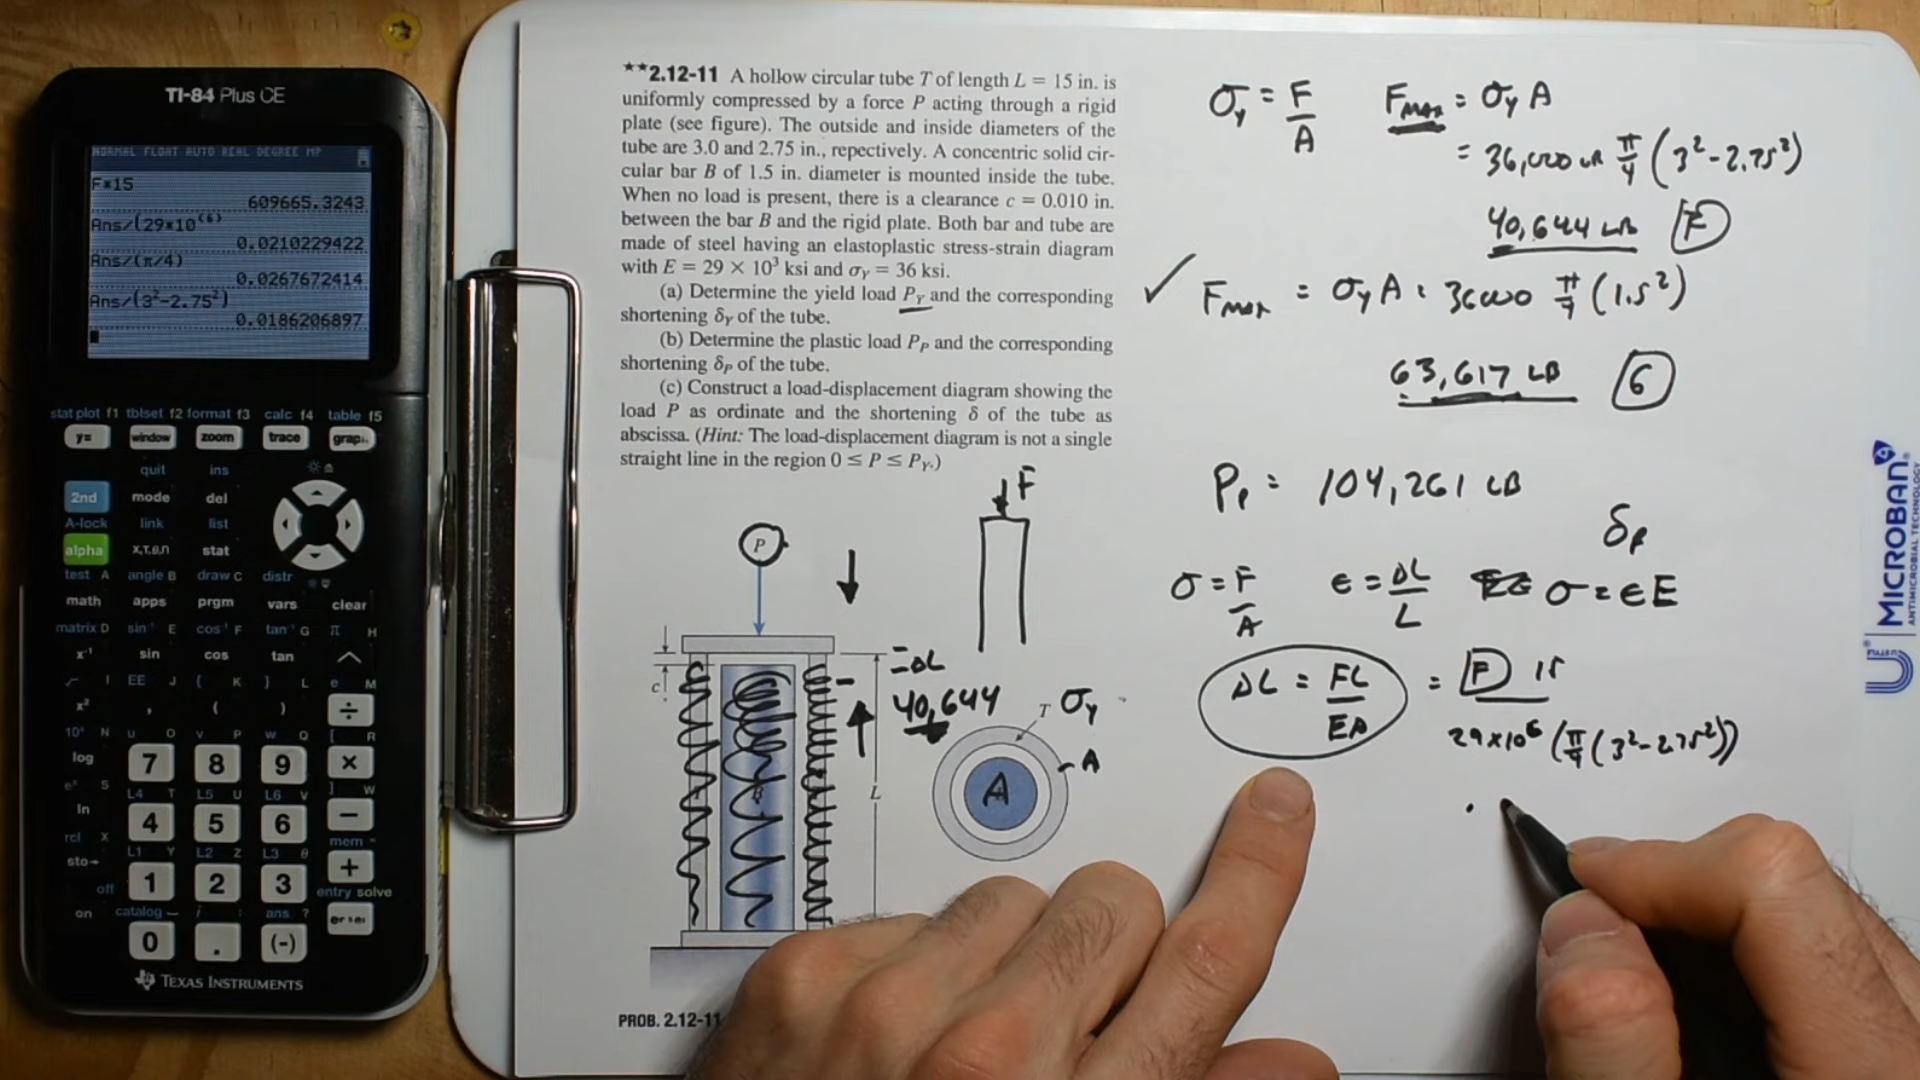 TI-84 Plus CE
NORMAL FLOAT AUTO REAL DEGREE MP
F*15
609665.3243
Ans/(29*10^(6)
0.0210229422
Ans/(π/4)
0.0267672414
Ans/(3²-2.75²)
0.0186206897
stat plot f1 tblset f2 format f3 calc f4 table f5
y= window zoom trace graph
quit ins
2nd mode del
A-lock link list
alpha X,T,θ,n stat
test A angle B draw C distr
math apps prgm vars clear
matrix D sin⁻¹ E cos⁻¹ F tan⁻¹ G π H
x⁻¹ sin cos tan ^
√ I EE J { K } L e M
x² , ( ) ÷
10ˣ N u O v P w Q [ R
log 7 8 9 ×
eˣ S L4 T L5 U L6 V ] W
ln 4 5 6 −
rcl X L1 Y L2 Z L3 θ mem "
sto→ 1 2 3 +
off catalog i : ans ? entry solve
on 0 . (-) enter
TEXAS INSTRUMENTS
**2.12-11 A hollow circular tube T of length L = 15 in. is
uniformly compressed by a force P acting through a rigid
plate (see figure). The outside and inside diameters of the
tube are 3.0 and 2.75 in., repectively. A concentric solid cir-
cular bar B of 1.5 in. diameter is mounted inside the tube.
When no load is present, there is a clearance c = 0.010 in.
between the bar B and the rigid plate. Both bar and tube are
made of steel having an elastoplastic stress-strain diagram
with E = 29 × 10³ ksi and σY = 36 ksi.
(a) Determine the yield load PY and the corresponding
shortening δY of the tube.
(b) Determine the plastic load PP and the corresponding
shortening δP of the tube.
(c) Construct a load-displacement diagram showing the
load P as ordinate and the shortening δ of the tube as
abscissa. (Hint: The load-displacement diagram is not a single
straight line in the region 0 ≤ P ≤ PY.)
F
P
c
=ΔL
40,644
T σy
A
A
L
B
PROB. 2.12-11
σy = F/A Fmax = σy A
= 36,000 π/4 (3²-2.75²)
40,644 LB F
✓ Fmax = σy A = 36000 π/4 (1.5²)
63,617 LB G
Pp = 104,261 LB
δp
σ = F/A ε = ΔL/L σ = εE
ΔL = FL/EA = F 15
29×10⁶ (π/4 (3²-2.75²))
.
MICROBAN
ANTIMICROBIAL TECHNOLOGY